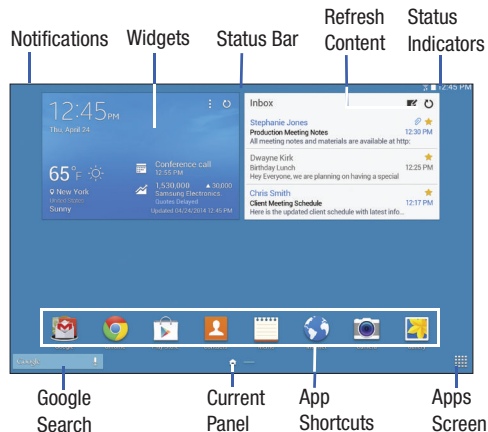 Notifications
Widgets
Status Bar
Refresh
Content
Status
Indicators
12:45 PM
12:45PM
Thu, April 24
65°F
New York
United States
Sunny
Conference call
12:55 PM
1,530,000 ▲30,000
Samsung Electronics.
Quotes Delayed
Updated 04/24/2014 12:45 PM
Inbox
Stephanie Jones
Production Meeting Notes 12:30 PM
All meeting notes and materials are available at http:
Dwayne Kirk
Birthday Lunch 12:25 PM
Hey Everyone, we are planning on having a special
Chris Smith
Client Meeting Schedule 12:17 PM
Here is the updated client schedule with latest info...
Google
Google
Search
Current
Panel
App
Shortcuts
Apps
Screen